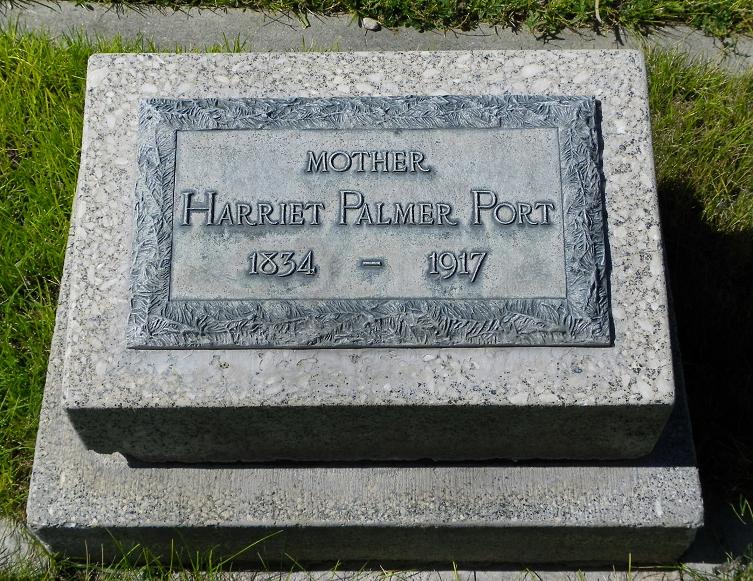 MOTHER
HARRIET PALMER PORT
1834 – 1917